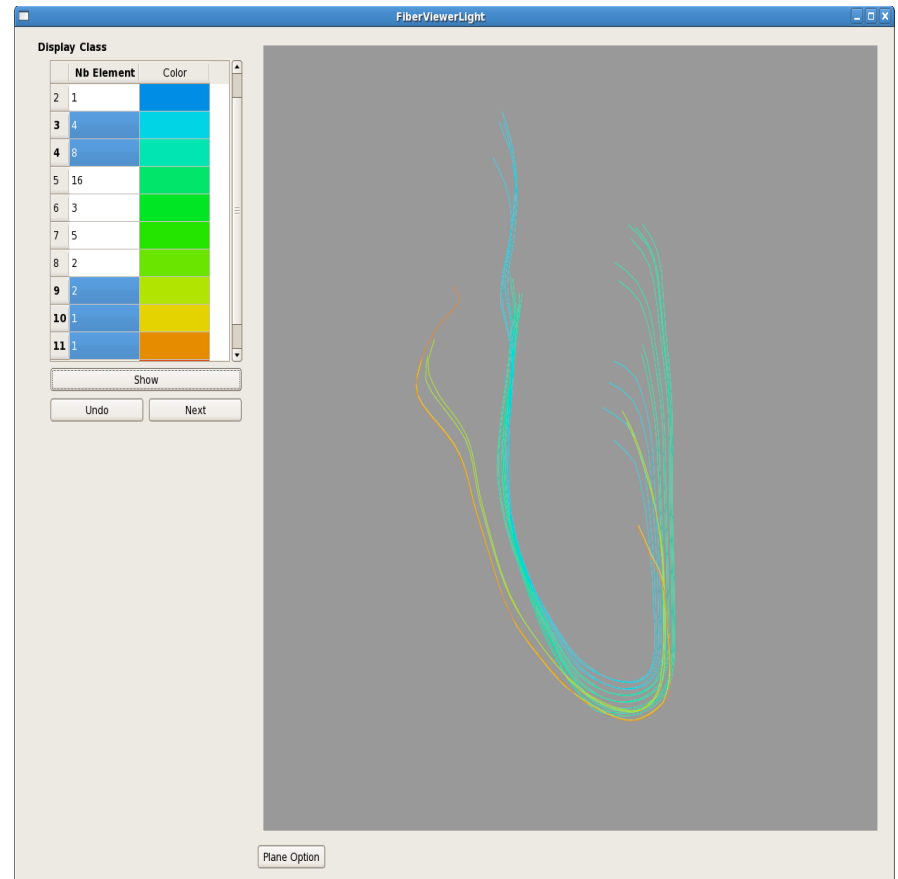 FiberViewerLight
Display Class
Nb Element Color
2 1
3 4
4 8
5 16
6 3
7 5
8 2
9 2
10 1
11 1
Show
Undo Next
Plane Option